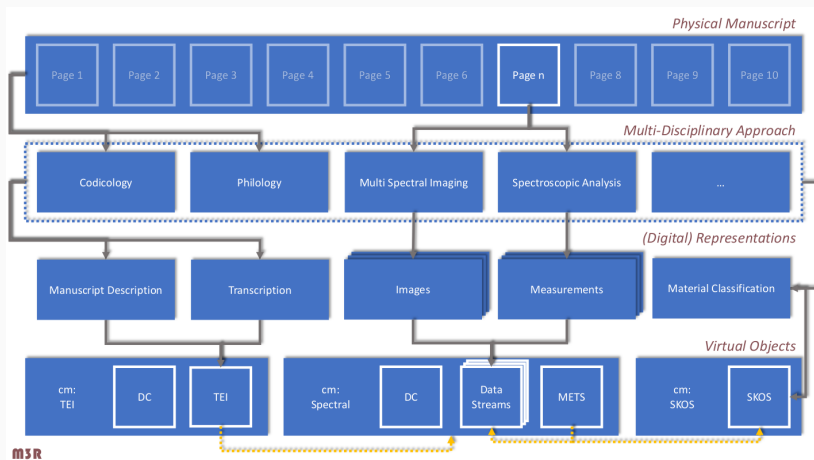 Physical Manuscript
Page 1 Page 2 Page 3 Page 4 Page 5 Page 6 Page n Page 8 Page 9 Page 10
Multi-Disciplinary Approach
Codicology Philology Multi Spectral Imaging Spectroscopic Analysis ...
(Digital) Representations
Manuscript Description Transcription Images Measurements Material Classification
Virtual Objects
cm:
TEI
DC
TEI
cm:
Spectral
DC
Data
Streams
METS
cm:
SKOS
SKOS
M3R